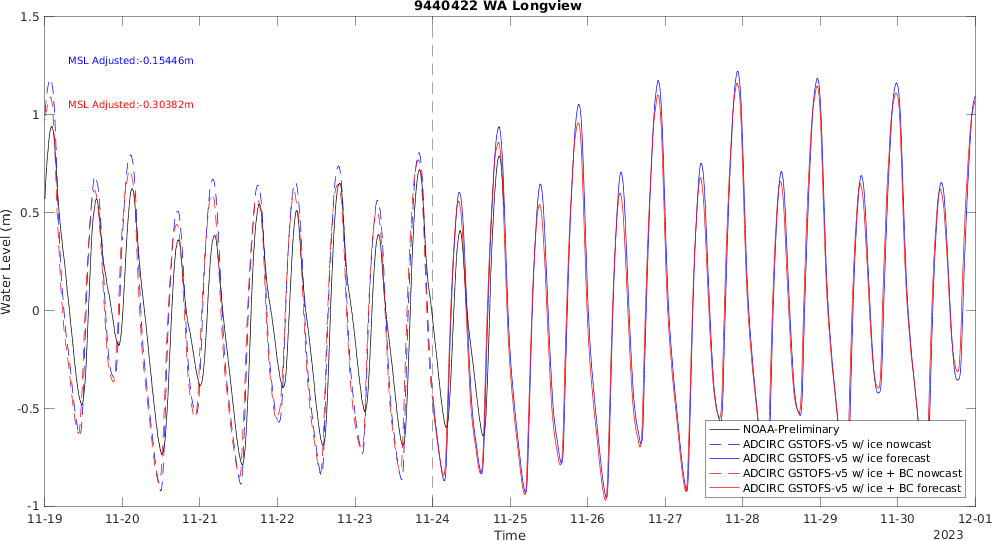 9440422 WA Longview
1.5
MSL Adjusted:-0.15446m
MSL Adjusted:-0.30382m
1
0.5
0
-0.5
-1
Water Level (m)
NOAA-Preliminary
ADCIRC GSTOFS-v5 w/ ice nowcast
ADCIRC GSTOFS-v5 w/ ice forecast
ADCIRC GSTOFS-v5 w/ ice + BC nowcast
ADCIRC GSTOFS-v5 w/ ice + BC forecast
11-19 11-20 11-21 11-22 11-23 11-24 11-25 11-26 11-27 11-28 11-29 11-30 12-01
Time
2023